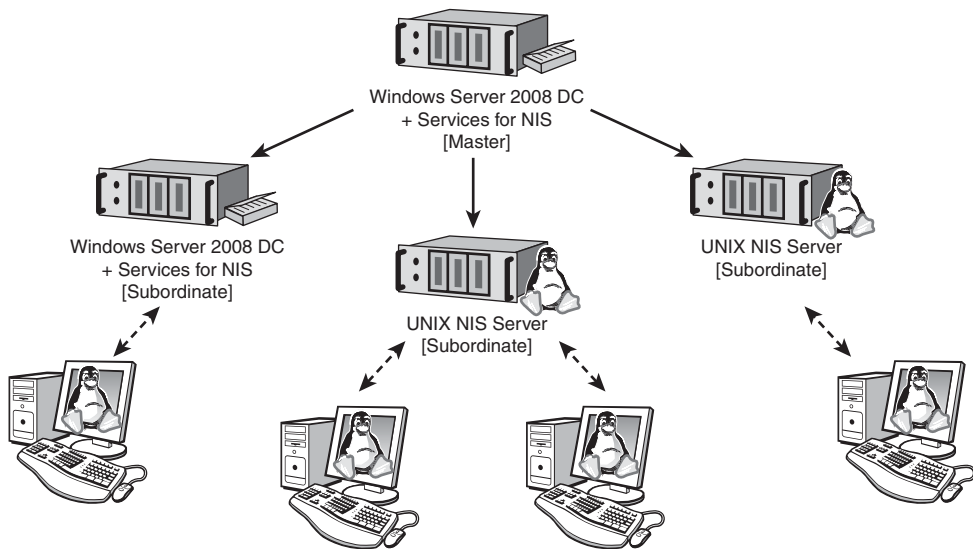 Windows Server 2008 DC
+ Services for NIS
[Master]
Windows Server 2008 DC
+ Services for NIS
[Subordinate]
UNIX NIS Server
[Subordinate]
UNIX NIS Server
[Subordinate]